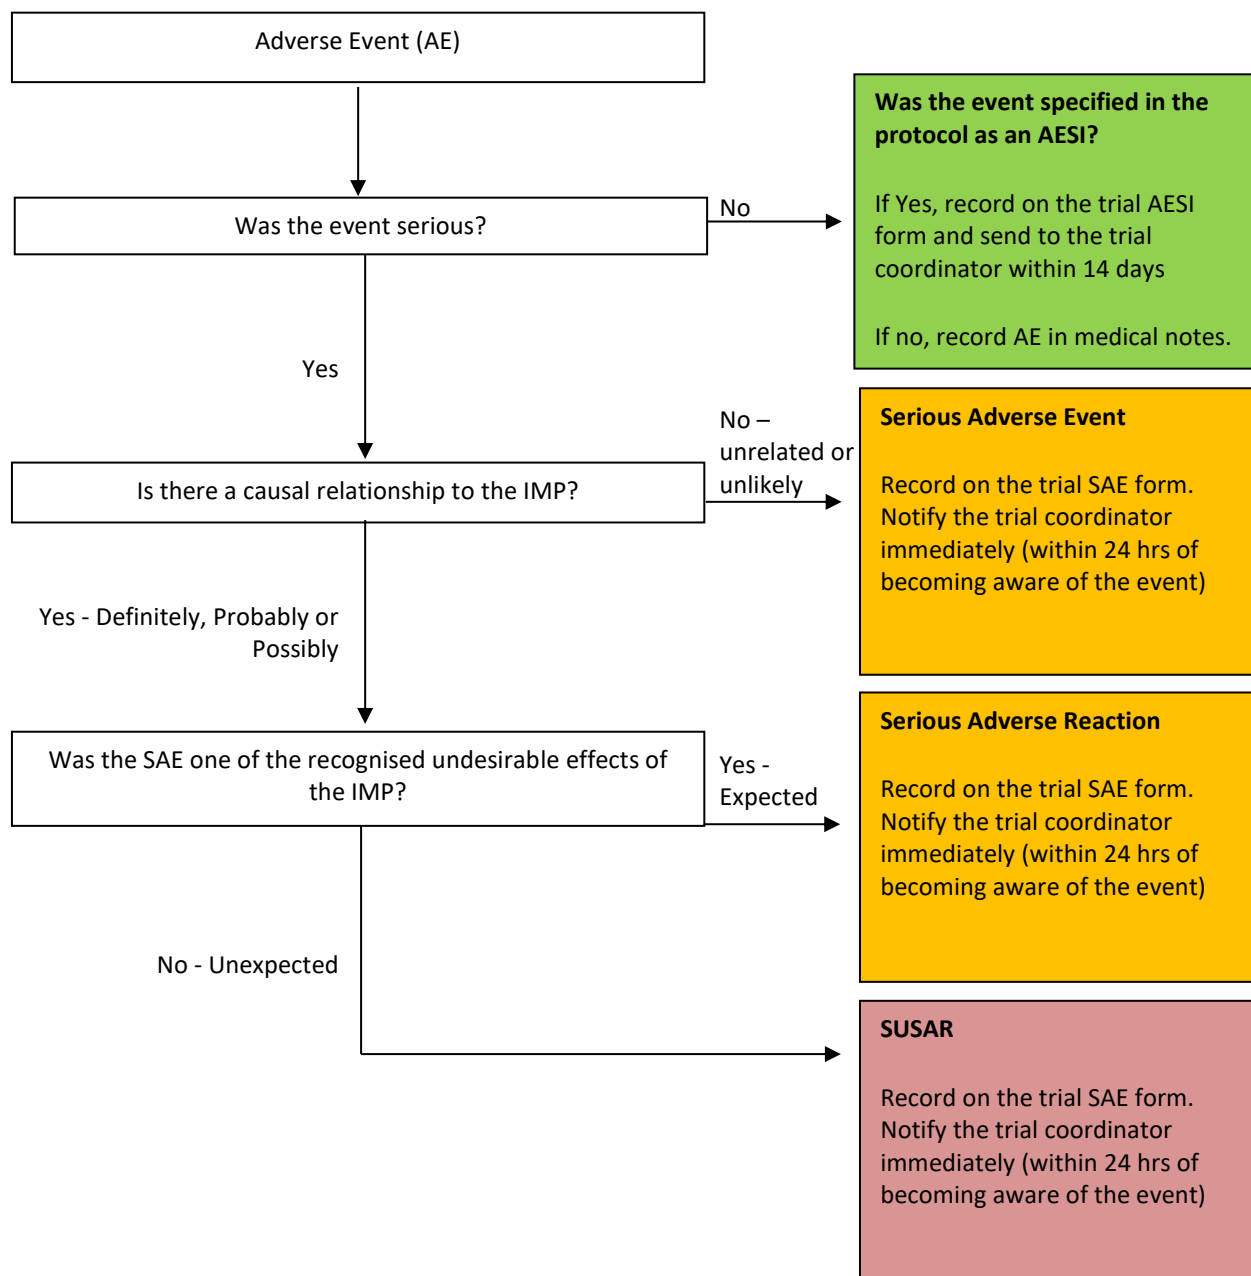 Adverse Event (AE)
Was the event specified in the
protocol as an AESI?
If Yes, record on the trial AESI
form and send to the trial
coordinator within 14 days
If no, record AE in medical notes.
Was the event serious?
No
Yes
Serious Adverse Event
Record on the trial SAE form.
Notify the trial coordinator
immediately (within 24 hrs of
becoming aware of the event)
No –
unrelated or
unlikely
Is there a causal relationship to the IMP?
Yes - Definitely, Probably or
Possibly
Serious Adverse Reaction
Record on the trial SAE form.
Notify the trial coordinator
immediately (within 24 hrs of
becoming aware of the event)
Was the SAE one of the recognised undesirable effects of
the IMP?
Yes -
Expected
No - Unexpected
SUSAR
Record on the trial SAE form.
Notify the trial coordinator
immediately (within 24 hrs of
becoming aware of the event)